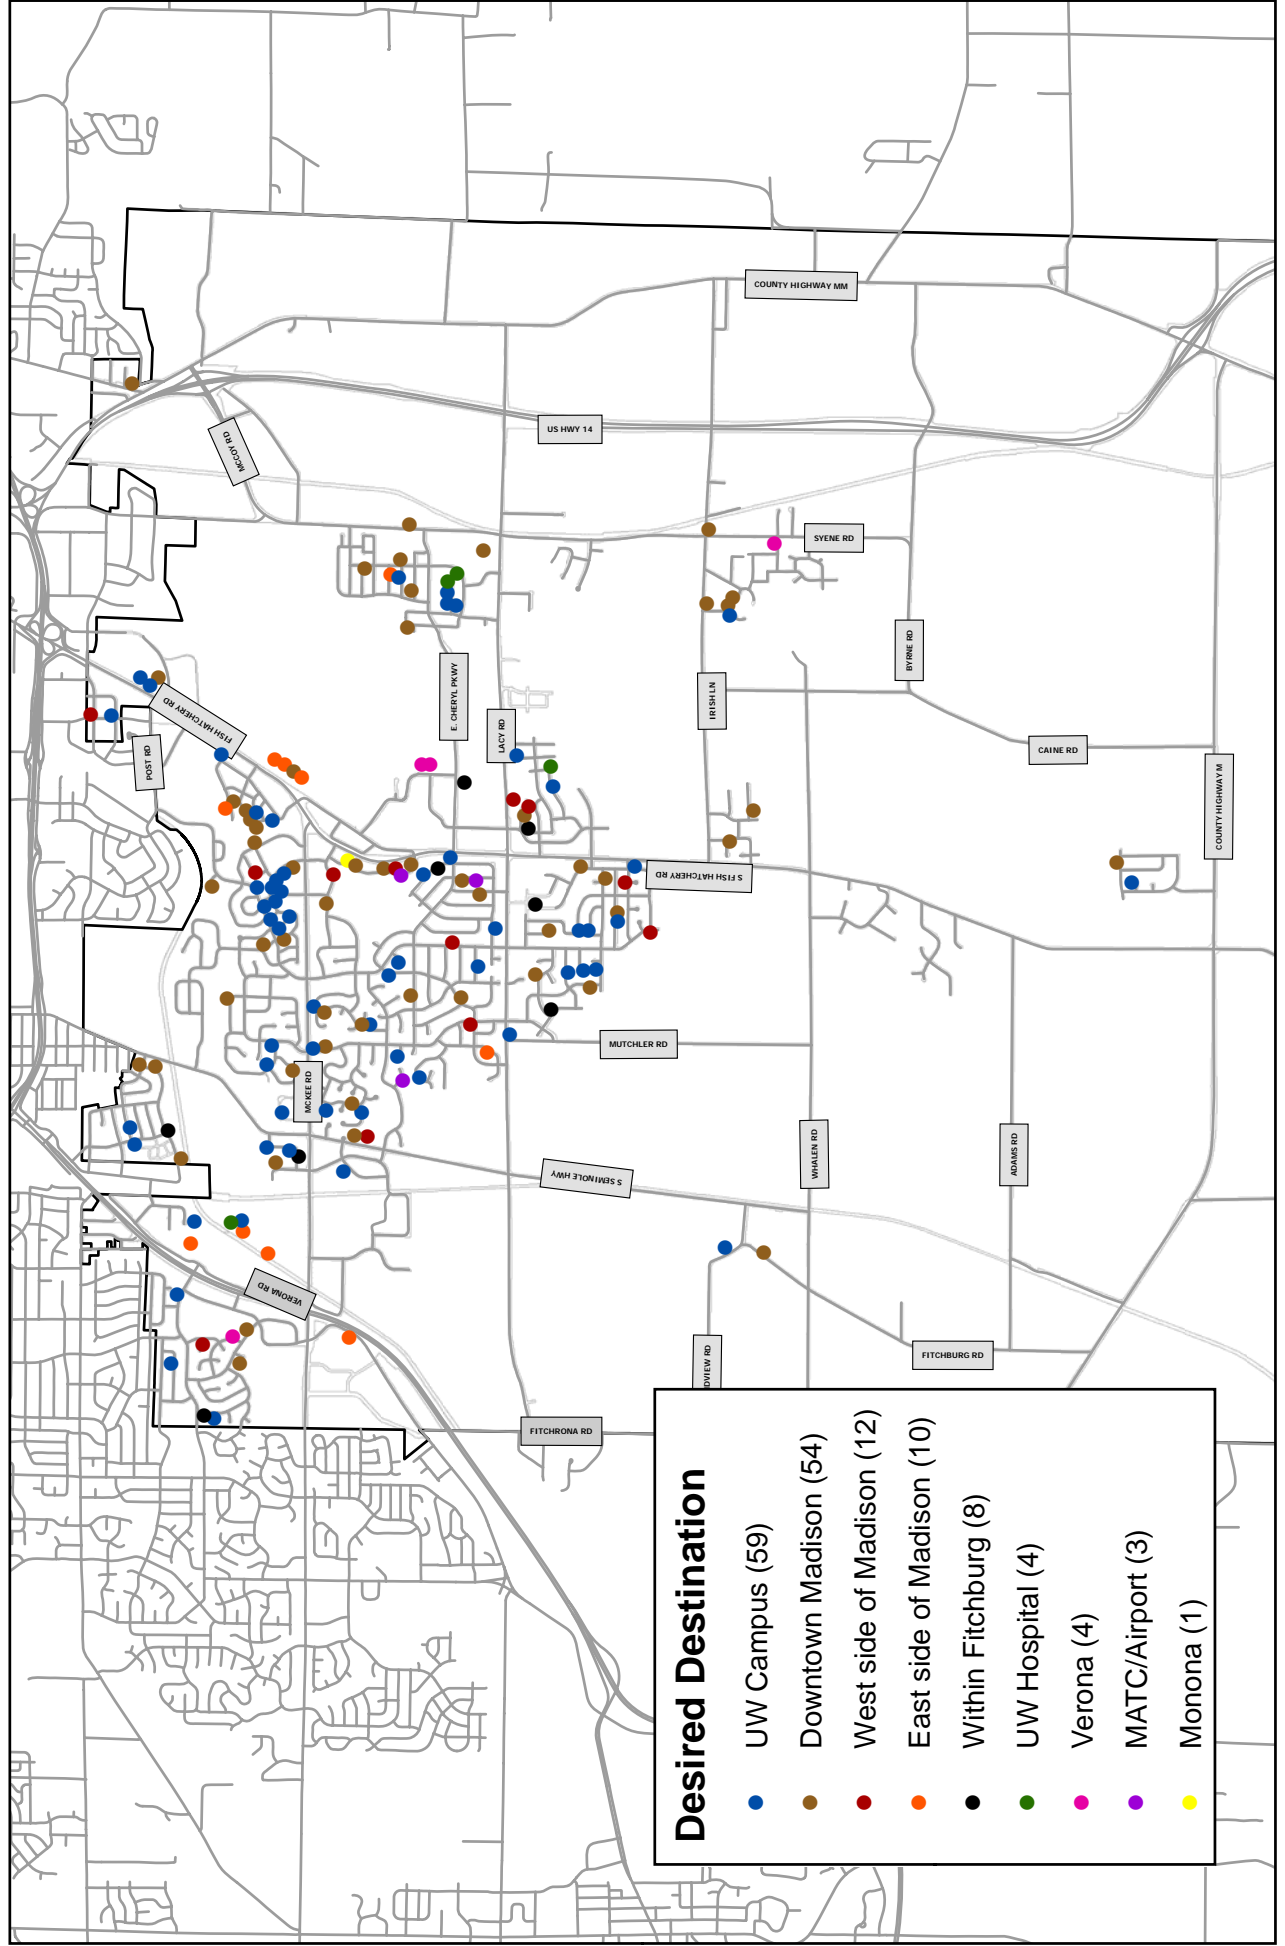 COUNTY HIGHWAY MM
US HWY 14
MCCOY RD
SYENE RD
BYRNE RD
FISH HATCHERY RD
E. CHERYL PKWY
IRISH LN
LACY RD
POST RD
CAINE RD
COUNTY HIGHWAY M
S FISH HATCHERY RD
MUTCHLER RD
MCKEE RD
WHALEN RD
ADAMS RD
S SEMINOLE HWY
VERONA RD
DVIEW RD
FITCHBURG RD
FITCHRONA RD
Desired Destination
UW Campus (59)
Downtown Madison (54)
West side of Madison (12)
East side of Madison (10)
Within Fitchburg (8)
UW Hospital (4)
Verona (4)
MATC/Airport (3)
Monona (1)